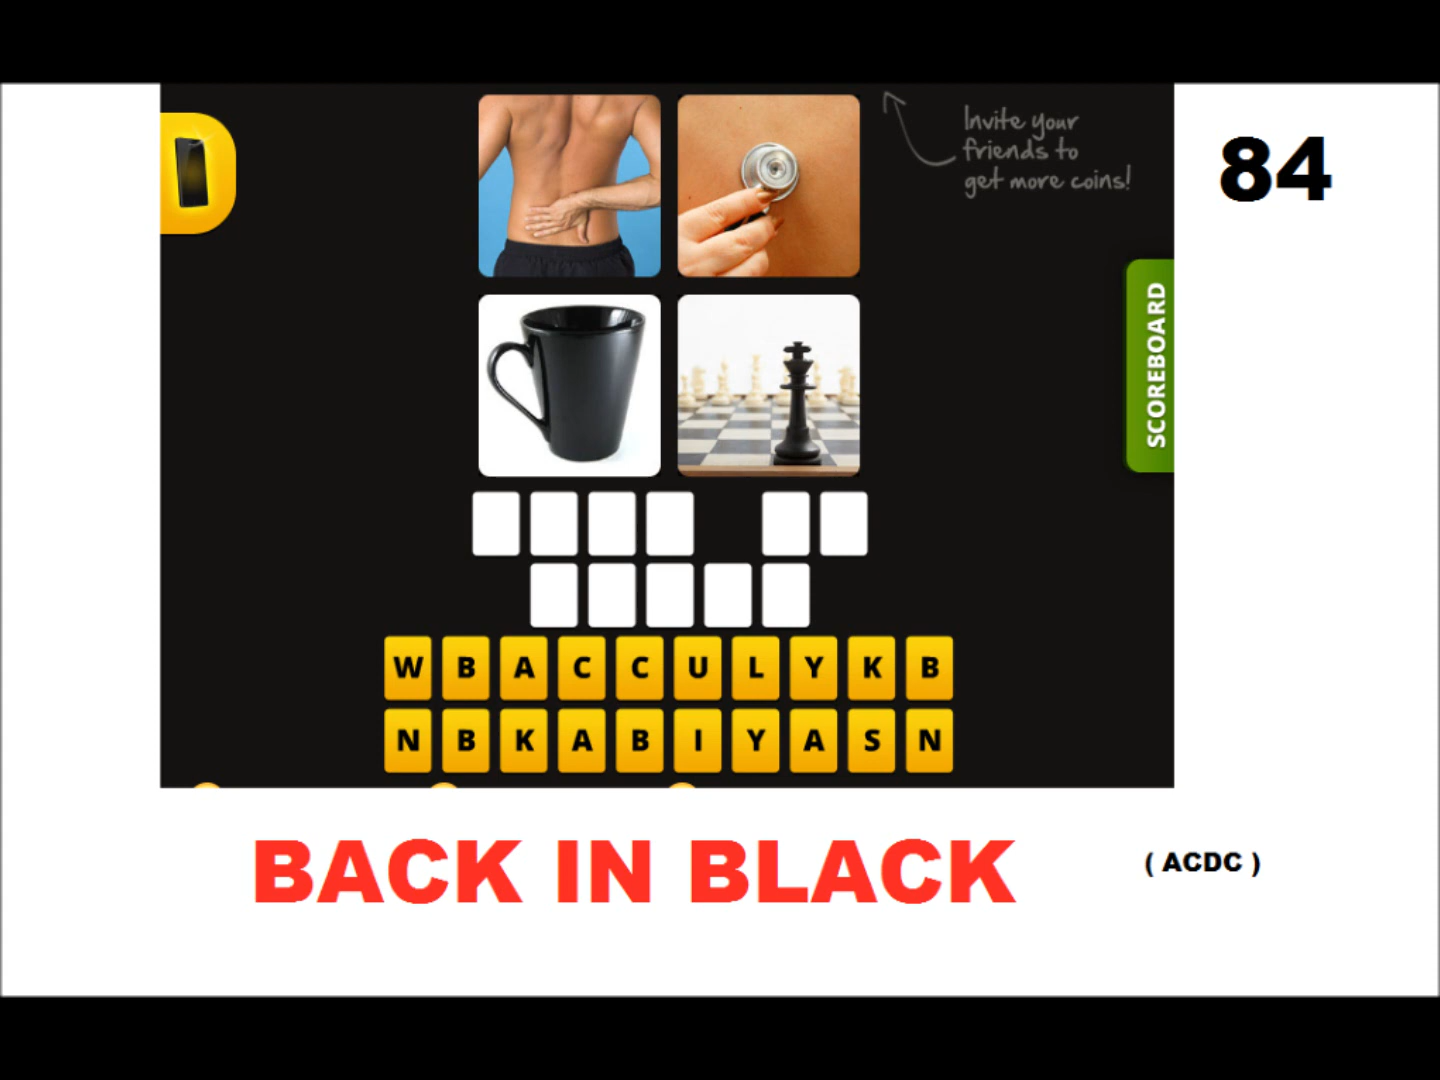 Invite your
friends to
get more coins!
84
SCOREBOARD
W B A C C U L Y K B
N B K A B I Y A S N
BACK IN BLACK
( ACDC )